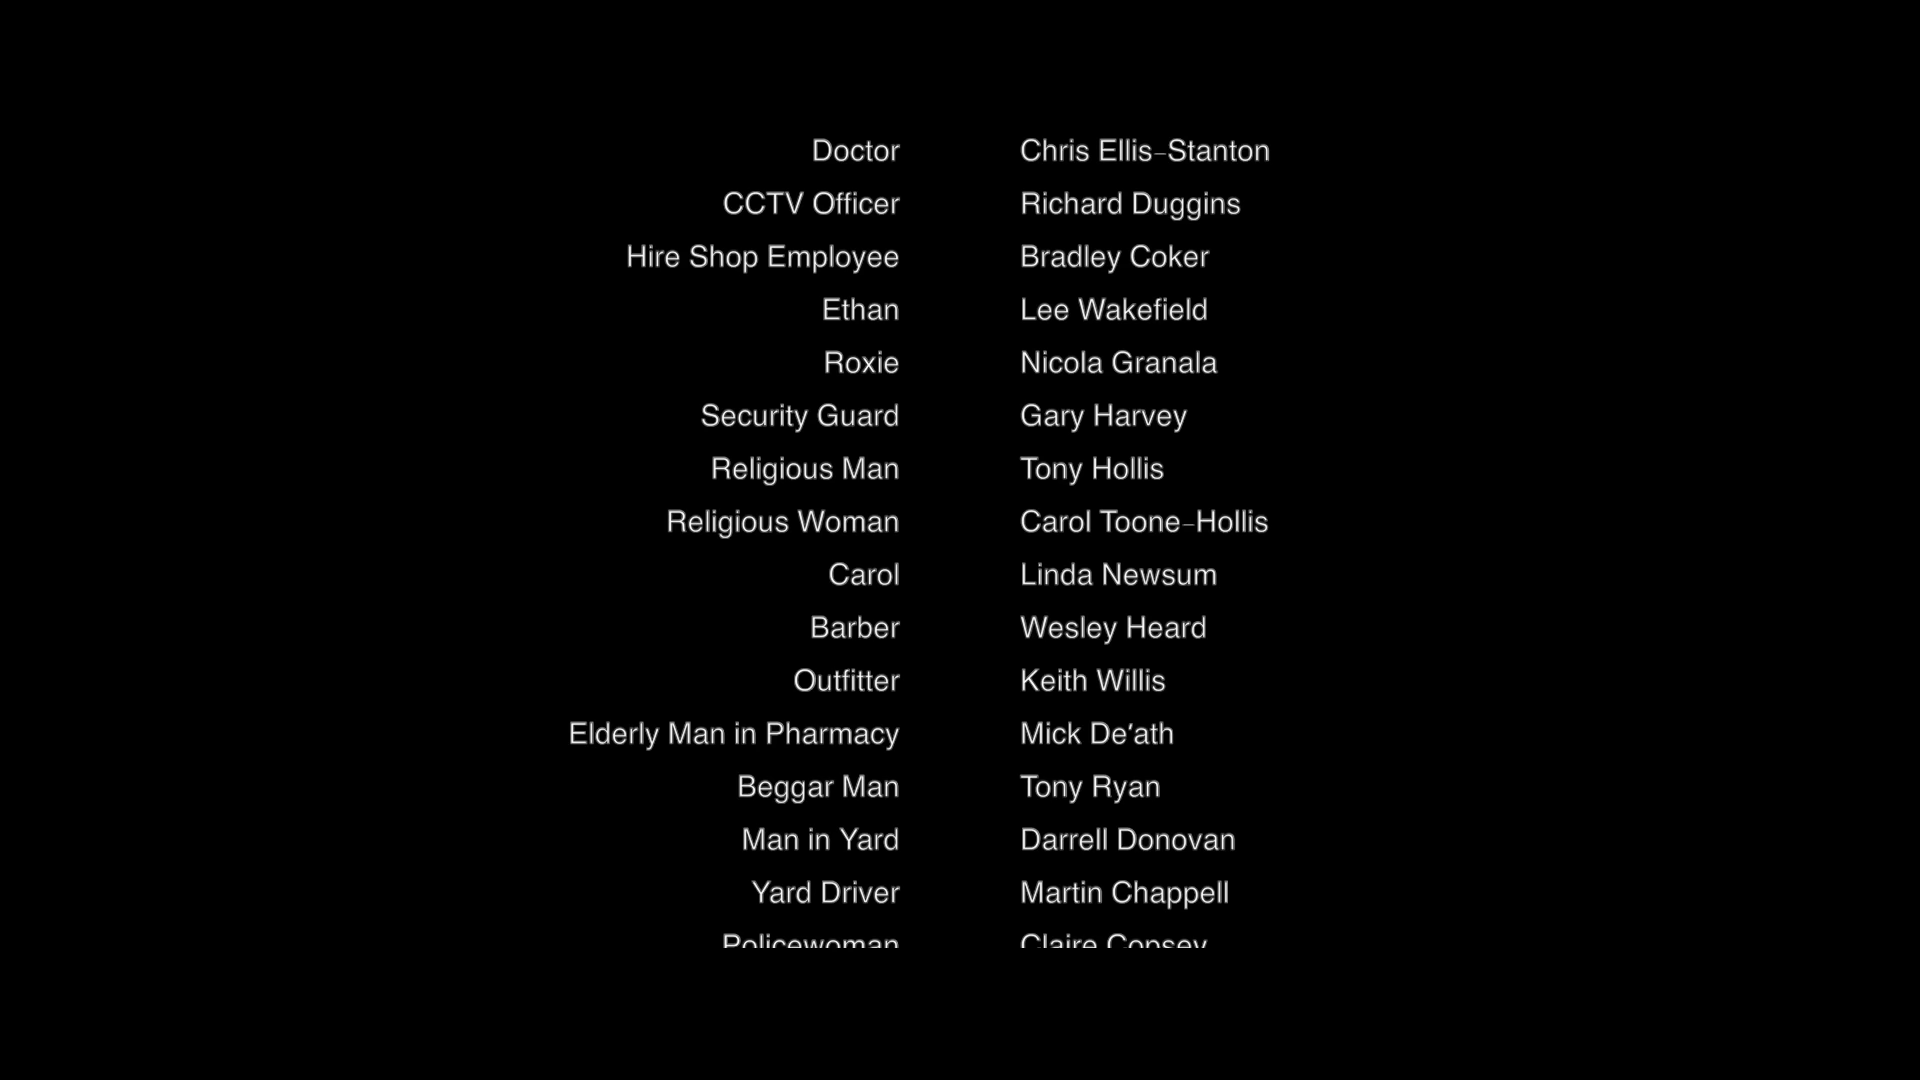 Doctor Chris Ellis-Stanton
CCTV Officer Richard Duggins
Hire Shop Employee Bradley Coker
Ethan Lee Wakefield
Roxie Nicola Granala
Security Guard Gary Harvey
Religious Man Tony Hollis
Religious Woman Carol Toone-Hollis
Carol Linda Newsum
Barber Wesley Heard
Outfitter Keith Willis
Elderly Man in Pharmacy Mick De'ath
Beggar Man Tony Ryan
Man in Yard Darrell Donovan
Yard Driver Martin Chappell
Policewoman Claire Copsey